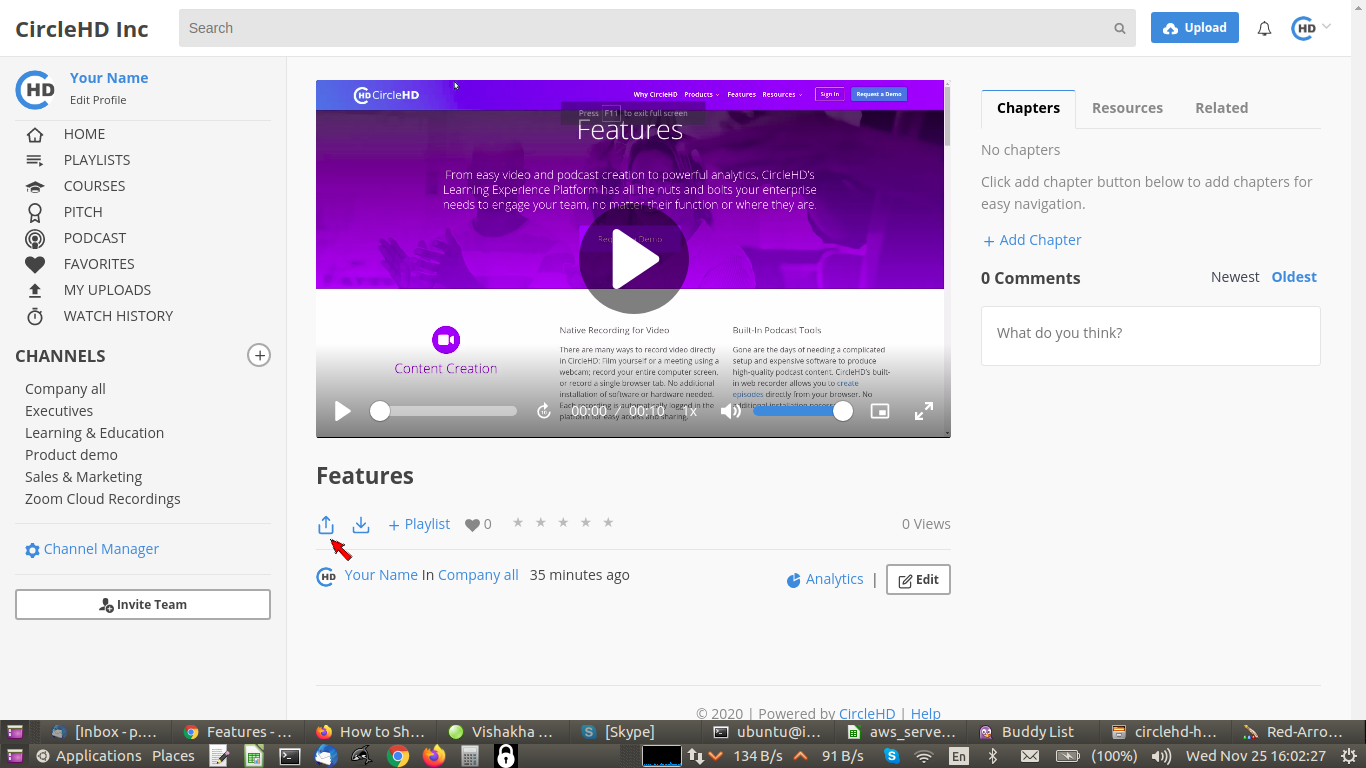 CircleHD Inc
Search
Upload
HD
HD
Your Name
Edit Profile
HOME
PLAYLISTS
COURSES
PITCH
PODCAST
FAVORITES
MY UPLOADS
WATCH HISTORY
CHANNELS
Company all
Executives
Learning & Education
Product demo
Sales & Marketing
Zoom Cloud Recordings
Channel Manager
Invite Team
HD CircleHD
Why CircleHD Products Features Resources Sign In Request a Demo
Press F11 to exit full screen
Features
From easy video and podcast creation to powerful analytics, CircleHD's
Learning Experience Platform has all the nuts and bolts your enterprise
needs to engage your team, no matter their function or where they are.
Content Creation
Native Recording for Video
There are many ways to record video directly
in CircleHD: Film yourself or a meeting using a
webcam; record your entire computer screen,
or record a single browser tab. No additional
installation of software or hardware needed.
Each recording is automatically logged in the
platform for easy access and sharing.
Built-In Podcast Tools
Gone are the days of needing a complicated
setup and expensive software to produce
high-quality podcast content. CircleHD's built-
in web recorder allows you to create
episodes directly from your browser. No
00:00 / 00:10 1x
Features
+ Playlist 0 0 Views
HD Your Name In Company all 35 minutes ago Analytics | Edit
Chapters Resources Related
No chapters
Click add chapter button below to add chapters for
easy navigation.
+ Add Chapter
0 Comments Newest Oldest
What do you think?
© 2020 | Powered by CircleHD | Help
[Inbox - p.... Features - ... How to Sh... Vishakha ... [Skype] ubuntu@i... aws_serve... Buddy List circlehd-h... Red-Arro...
Applications Places 134 B/s 91 B/s En (100%) Wed Nov 25 16:02:27